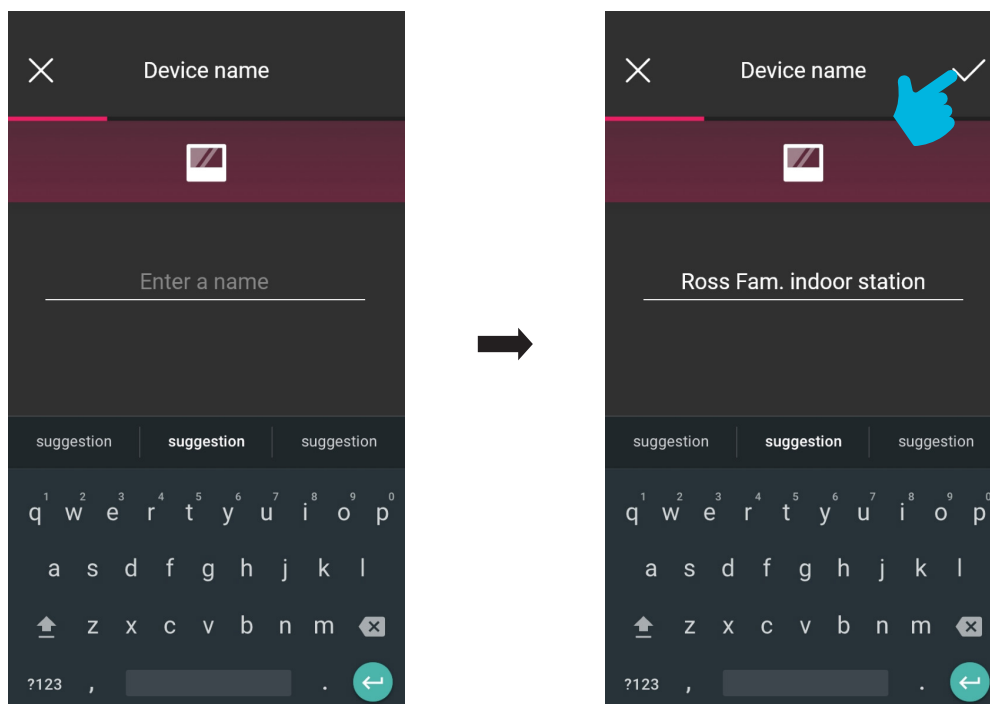 Device name
Enter a name
suggestion suggestion suggestion
1 2 3 4 5 6 7 8 9 0
q w e r t y u i o p
a s d f g h j k l
z x c v b n m
?123 , .
Device name
Ross Fam. indoor station
suggestion suggestion suggestion
1 2 3 4 5 6 7 8 9 0
q w e r t y u i o p
a s d f g h j k l
z x c v b n m
?123 , .